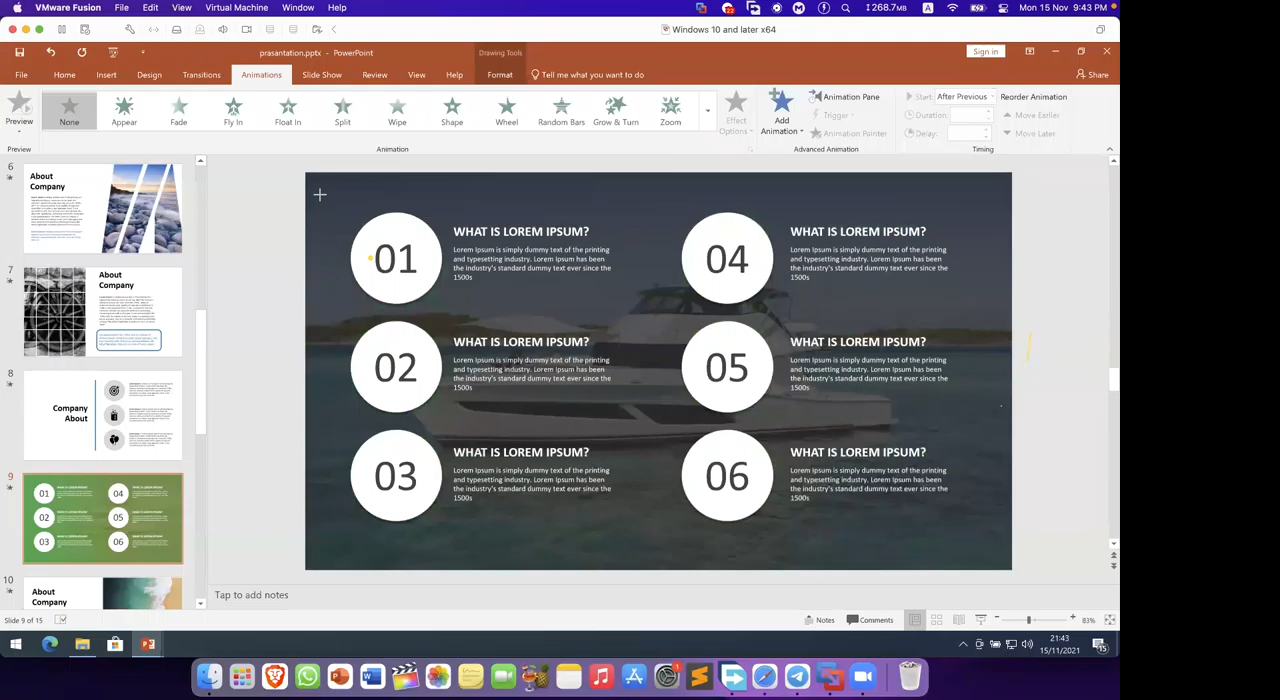 VMware Fusion File Edit View Virtual Machine Window Help
22 268.7MB A Mon 15 Nov 9:43 PM
Windows 10 and later x64
prasantation.pptx - PowerPoint Drawing Tools Sign in
File Home Insert Design Transitions Animations Slide Show Review View Help Format Tell me what you want to do Share
Preview None Appear Fade Fly In Float In Split Wipe Shape Wheel Random Bars Grow & Turn Zoom
Effect Options Add Animation
Animation Pane
Trigger
Animation Painter
Start: After Previous
Duration:
Delay:
Reorder Animation
Move Earlier
Move Later
Preview Animation Advanced Animation Timing
6
About
Company
7
About
Company
8
Company
About
9
01 04
02 05
03 06
10
About
Company
01
WHAT IS LOREM IPSUM?
Lorem Ipsum is simply dummy text of the printing
and typesetting industry. Lorem Ipsum has been
the industry's standard dummy text ever since the
1500s
02
WHAT IS LOREM IPSUM?
Lorem Ipsum is simply dummy text of the printing
and typesetting industry. Lorem Ipsum has been
the industry's standard dummy text ever since the
1500s
03
WHAT IS LOREM IPSUM?
Lorem Ipsum is simply dummy text of the printing
and typesetting industry. Lorem Ipsum has been
the industry's standard dummy text ever since the
1500s
04
WHAT IS LOREM IPSUM?
Lorem Ipsum is simply dummy text of the printing
and typesetting industry. Lorem Ipsum has been
the industry's standard dummy text ever since the
1500s
05
WHAT IS LOREM IPSUM?
Lorem Ipsum is simply dummy text of the printing
and typesetting industry. Lorem Ipsum has been
the industry's standard dummy text ever since the
1500s
06
WHAT IS LOREM IPSUM?
Lorem Ipsum is simply dummy text of the printing
and typesetting industry. Lorem Ipsum has been
the industry's standard dummy text ever since the
1500s
Tap to add notes
Slide 9 of 15 Notes Comments 83%
21:43
15/11/2021
15